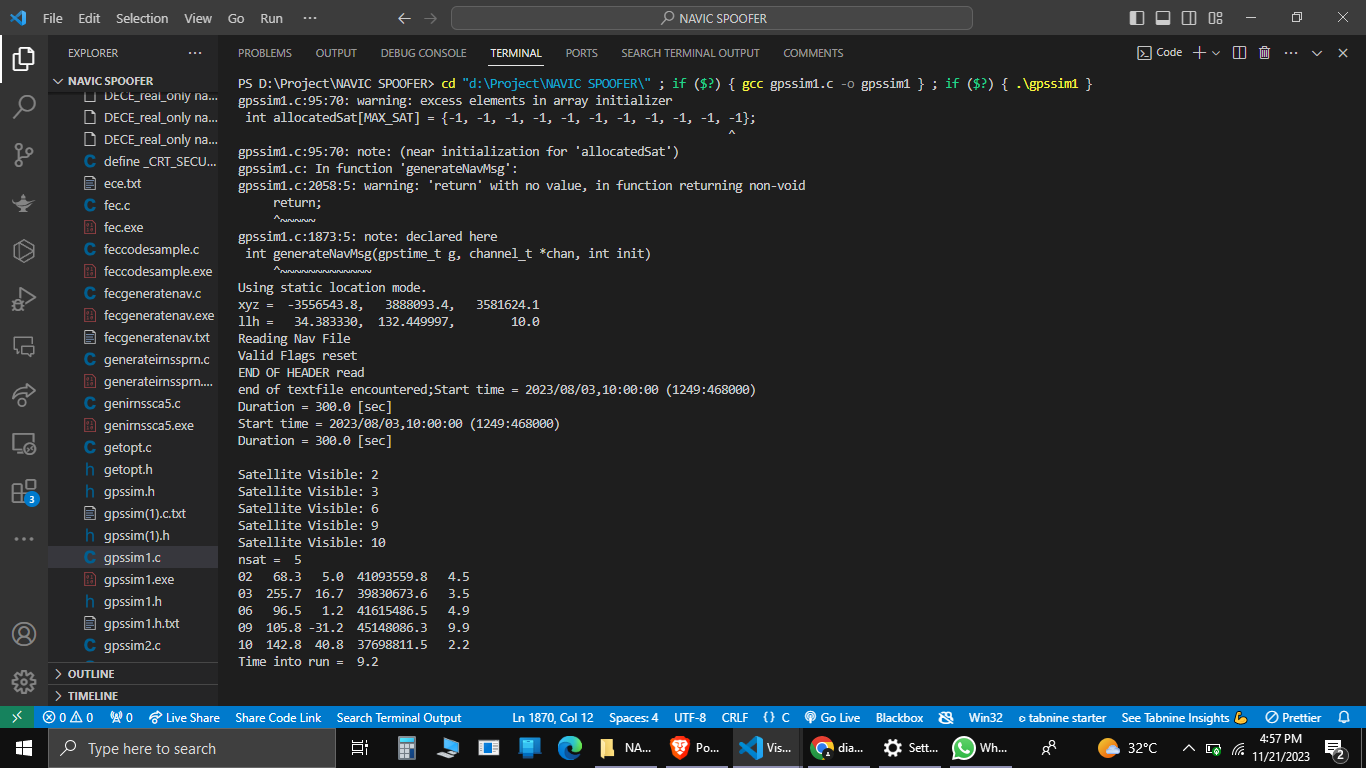 File Edit Selection View Go Run ··· NAVIC SPOOFER
EXPLORER ···
NAVIC SPOOFER
DECE_real_only na...
DECE_real_only na...
DECE_real_only na...
define _CRT_SECU...
ece.txt
fec.c
fec.exe
feccodesample.c
feccodesample.exe
fecgeneratenav.c
fecgeneratenav.exe
fecgeneratenav.txt
generateirnssprn.c
generateirnssprn....
genirnssca5.c
genirnssca5.exe
getopt.c
getopt.h
gpssim.h
gpssim(1).c.txt
gpssim(1).h
gpssim1.c
gpssim1.exe
gpssim1.h
gpssim1.h.txt
gpssim2.c
OUTLINE
TIMELINE
3
PROBLEMS OUTPUT DEBUG CONSOLE TERMINAL PORTS SEARCH TERMINAL OUTPUT COMMENTS Code
PS D:\Project\NAVIC SPOOFER> cd "d:\Project\NAVIC SPOOFER\" ; if ($?) { gcc gpssim1.c -o gpssim1 } ; if ($?) { .\gpssim1 }
gpssim1.c:95:70: warning: excess elements in array initializer
 int allocatedSat[MAX_SAT] = {-1, -1, -1, -1, -1, -1, -1, -1, -1, -1, -1};
^
gpssim1.c:95:70: note: (near initialization for 'allocatedSat')
gpssim1.c: In function 'generateNavMsg':
gpssim1.c:2058:5: warning: 'return' with no value, in function returning non-void
     return;
     ^~~~~~
gpssim1.c:1873:5: note: declared here
 int generateNavMsg(gpstime_t g, channel_t *chan, int init)
     ^~~~~~~~~~~~~~
Using static location mode.
xyz =  -3556543.8,   3888093.4,   3581624.1
llh =   34.383330,  132.449997,        10.0
Reading Nav File
Valid Flags reset
END OF HEADER read
end of textfile encountered;Start time = 2023/08/03,10:00:00 (1249:468000)
Duration = 300.0 [sec]
Start time = 2023/08/03,10:00:00 (1249:468000)
Duration = 300.0 [sec]
Satellite Visible: 2
Satellite Visible: 3
Satellite Visible: 6
Satellite Visible: 9
Satellite Visible: 10
nsat =  5
02   68.3   5.0  41093559.8   4.5
03  255.7  16.7  39830673.6   3.5
06   96.5   1.2  41615486.5   4.9
09  105.8 -31.2  45148086.3   9.9
10  142.8  40.8  37698811.5   2.2
Time into run =  9.2
0 0 0 Live Share Share Code Link Search Terminal Output Ln 1870, Col 12 Spaces: 4 UTF-8 CRLF {} C Go Live Blackbox Win32 tabnine starter See Tabnine Insights 💪 Prettier
Type here to search NA... Po... Vis... dia... Sett... Wh... 32°C 4:57 PM
11/21/2023 2